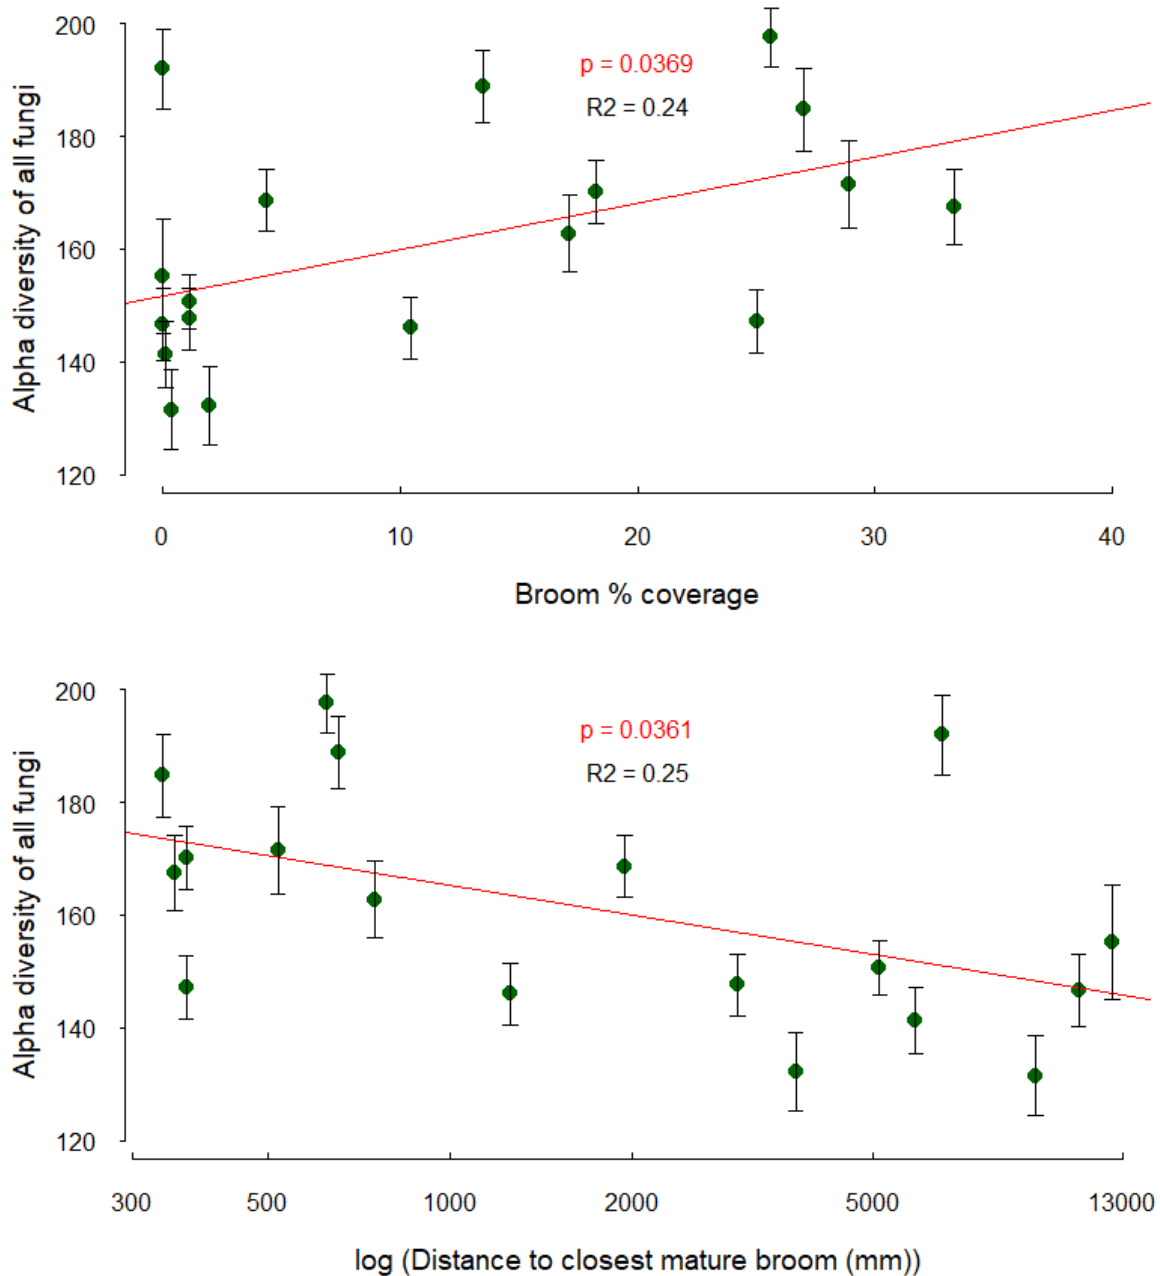 Alpha diversity of all fungi
200
180
160
140
120
p = 0.0369
R2 = 0.24
0 10 20 30 40
Broom % coverage
Alpha diversity of all fungi
200
180
160
140
120
p = 0.0361
R2 = 0.25
300 500 1000 2000 5000 13000
log (Distance to closest mature broom (mm))